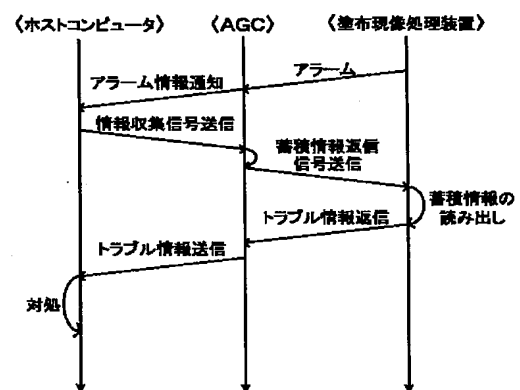 〈ホストコンピュータ〉
〈AGC〉
〈塗布現像処理装置〉
アラーム
アラーム情報通知
情報収集信号送信
蓄積情報返信
信号送信
蓄積情報の
読み出し
トラブル情報返信
トラブル情報送信
対処